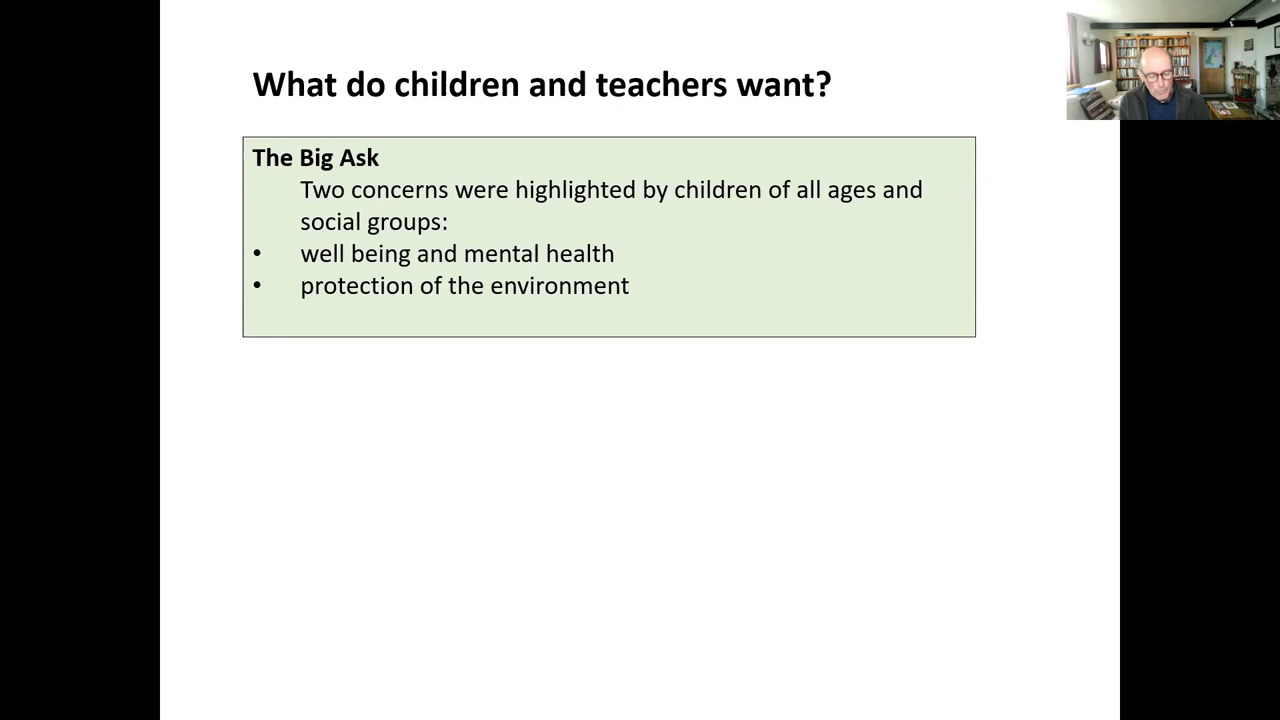 What do children and teachers want?
The Big Ask
Two concerns were highlighted by children of all ages and
social groups:
• well being and mental health
• protection of the environment